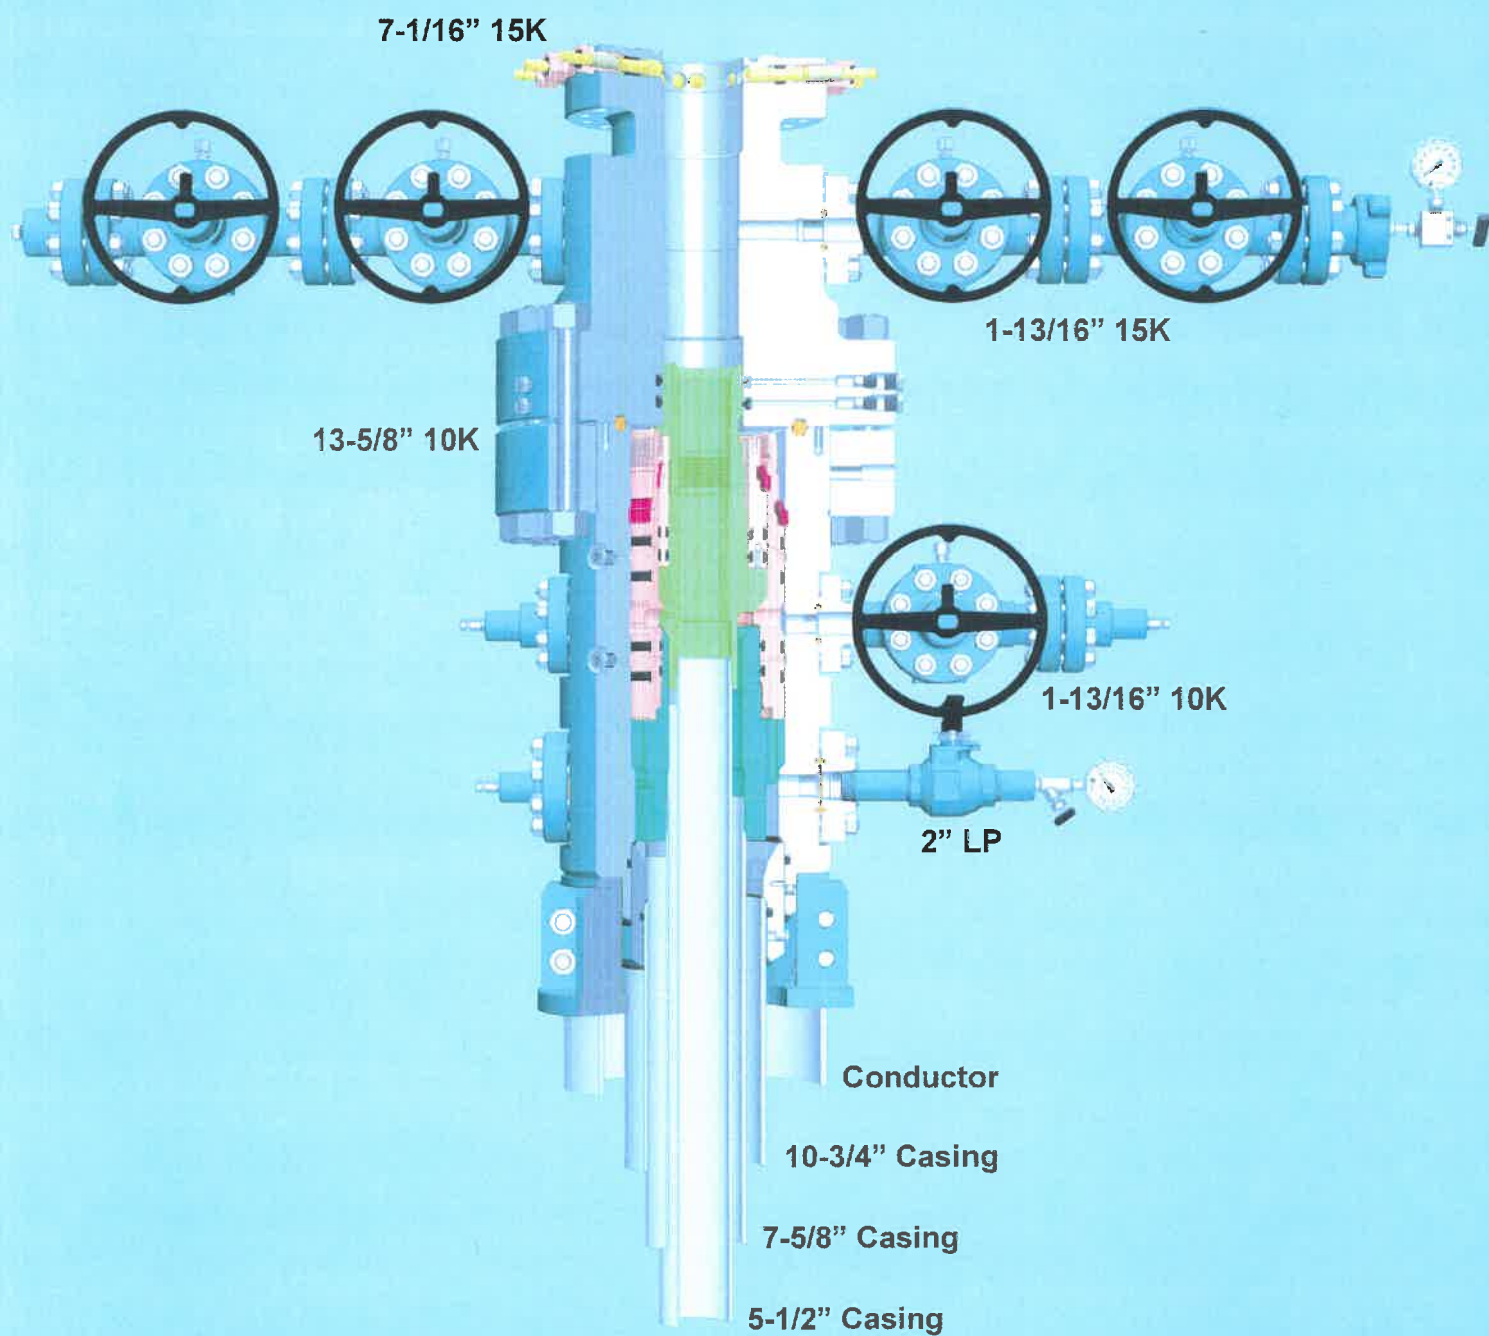 7-1/16” 15K
1-13/16” 15K
13-5/8” 10K
1-13/16” 10K
2” LP
Conductor
10-3/4” Casing
7-5/8” Casing
5-1/2” Casing